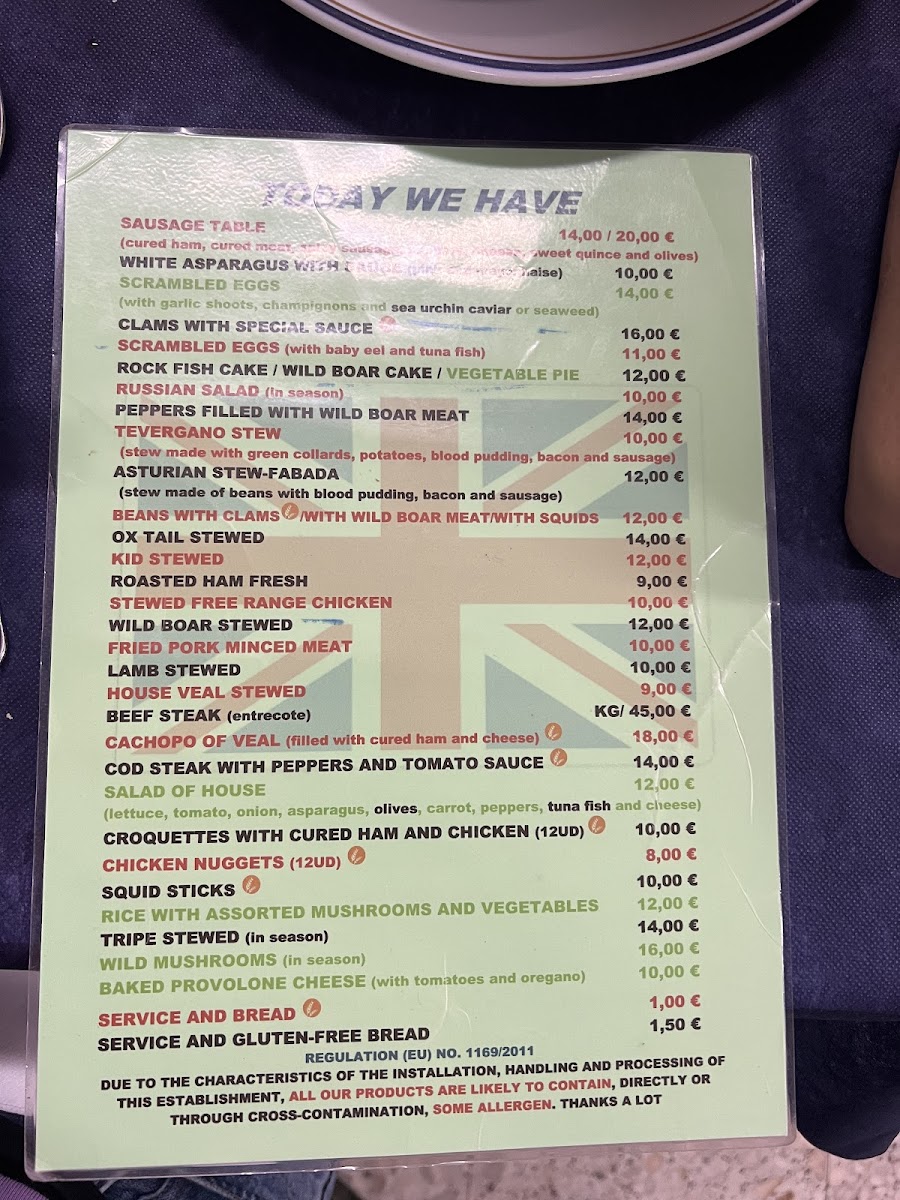 TODAY WE HAVE
SAUSAGE TABLE 14,00 / 20,00 €
(cured ham, cured meat, spicy sausage, sweet quince and olives)
WHITE ASPARAGUS WITH SAUCE 10,00 €
SCRAMBLED EGGS 14,00 €
(with garlic shoots, champignons and sea urchin caviar or seaweed)
CLAMS WITH SPECIAL SAUCE 16,00 €
SCRAMBLED EGGS (with baby eel and tuna fish) 11,00 €
ROCK FISH CAKE / WILD BOAR CAKE / VEGETABLE PIE 12,00 €
RUSSIAN SALAD (in season) 10,00 €
PEPPERS FILLED WITH WILD BOAR MEAT 14,00 €
TEVERGANO STEW 10,00 €
(stew made with green collards, potatoes, blood pudding, bacon and sausage)
ASTURIAN STEW-FABADA 12,00 €
(stew made of beans with blood pudding, bacon and sausage)
BEANS WITH CLAMS /WITH WILD BOAR MEAT/WITH SQUIDS 12,00 €
OX TAIL STEWED 14,00 €
KID STEWED 12,00 €
ROASTED HAM FRESH 9,00 €
STEWED FREE RANGE CHICKEN 10,00 €
WILD BOAR STEWED 12,00 €
FRIED PORK MINCED MEAT 10,00 €
LAMB STEWED 10,00 €
HOUSE VEAL STEWED 9,00 €
BEEF STEAK (entrecote) KG/ 45,00 €
CACHOPO OF VEAL (filled with cured ham and cheese) 18,00 €
COD STEAK WITH PEPPERS AND TOMATO SAUCE 14,00 €
SALAD OF HOUSE 12,00 €
(lettuce, tomato, onion, asparagus, olives, carrot, peppers, tuna fish and cheese)
CROQUETTES WITH CURED HAM AND CHICKEN (12UD) 10,00 €
CHICKEN NUGGETS (12UD) 8,00 €
SQUID STICKS 10,00 €
RICE WITH ASSORTED MUSHROOMS AND VEGETABLES 12,00 €
TRIPE STEWED (in season) 14,00 €
WILD MUSHROOMS (in season) 16,00 €
BAKED PROVOLONE CHEESE (with tomatoes and oregano) 10,00 €
SERVICE AND BREAD 1,00 €
SERVICE AND GLUTEN-FREE BREAD 1,50 €
REGULATION (EU) NO. 1169/2011
DUE TO THE CHARACTERISTICS OF THE INSTALLATION, HANDLING AND PROCESSING OF
THIS ESTABLISHMENT, ALL OUR PRODUCTS ARE LIKELY TO CONTAIN, DIRECTLY OR
THROUGH CROSS-CONTAMINATION, SOME ALLERGEN. THANKS A LOT